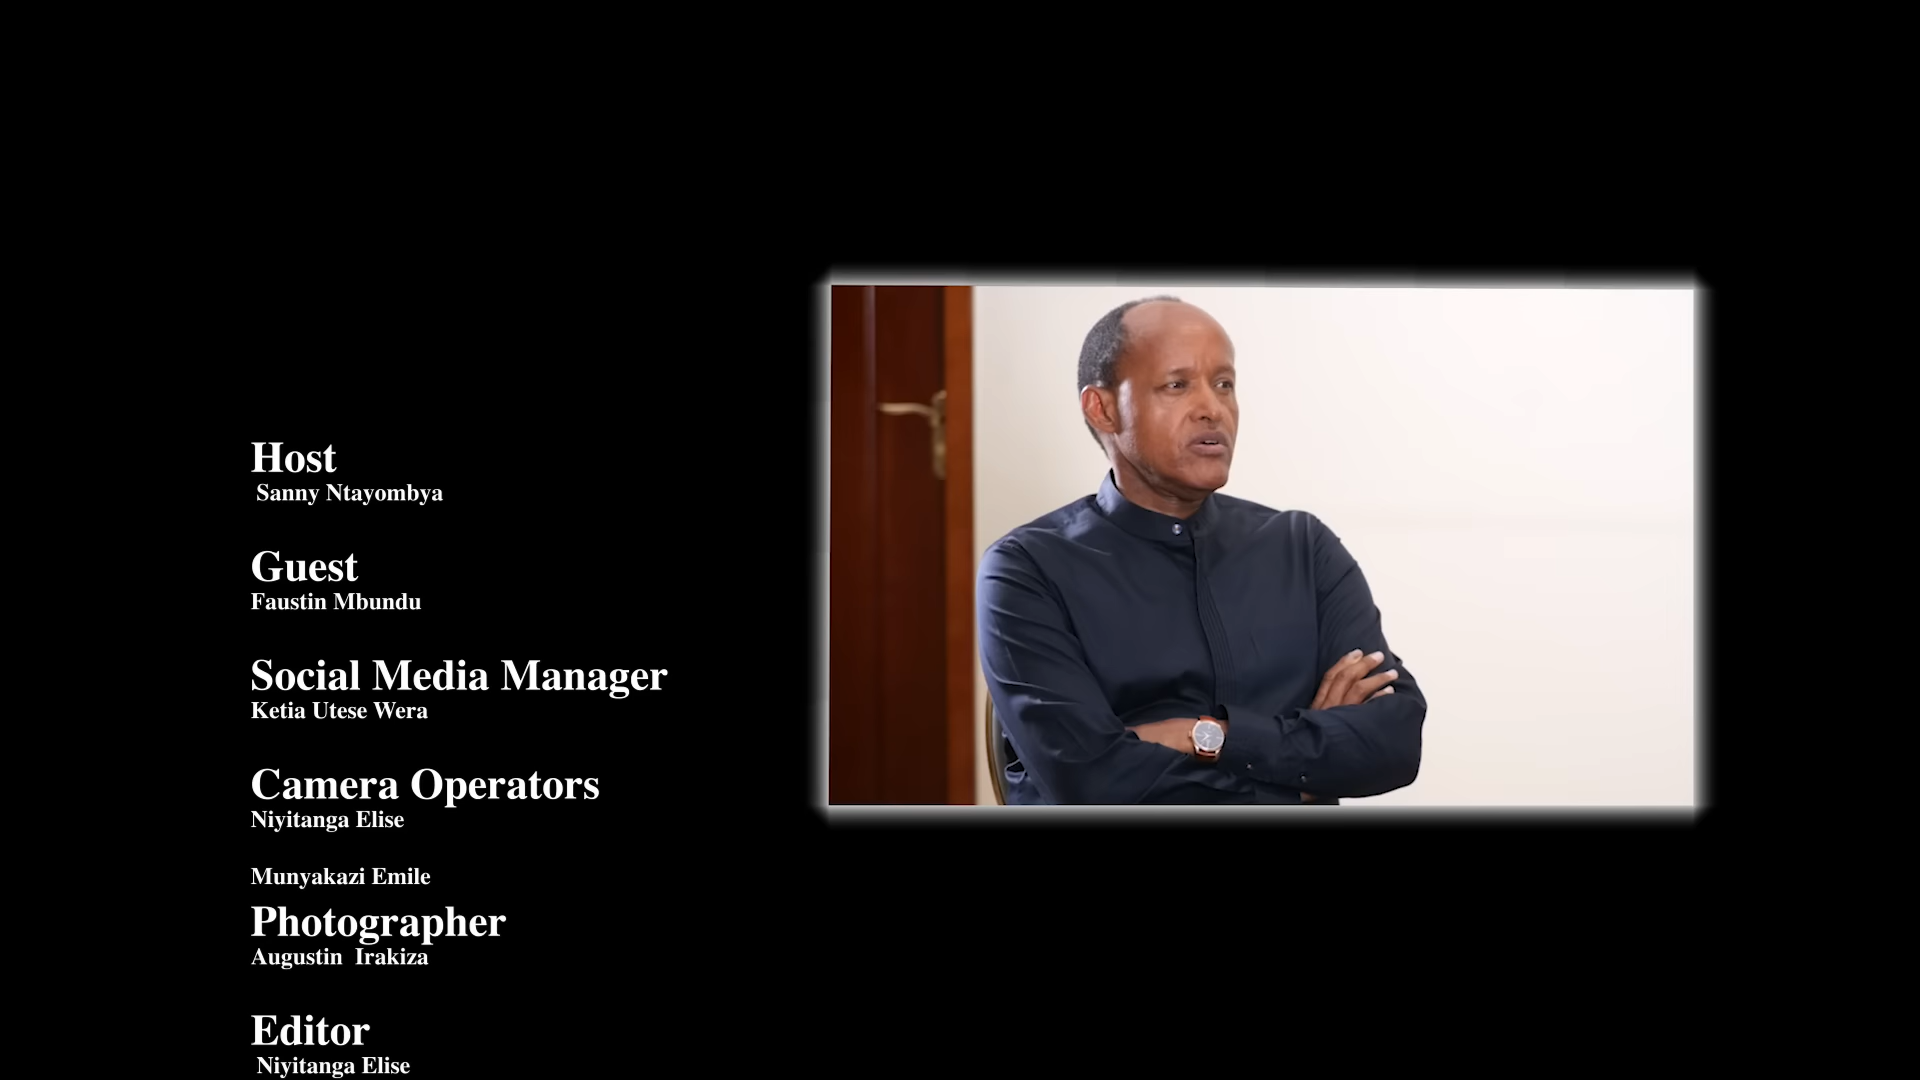 Host
Sanny Ntayombya
Guest
Faustin Mbundu
Social Media Manager
Ketia Utese Wera
Camera Operators
Niyitanga Elise
Munyakazi Emile
Photographer
Augustin  Irakiza
Editor
Niyitanga Elise